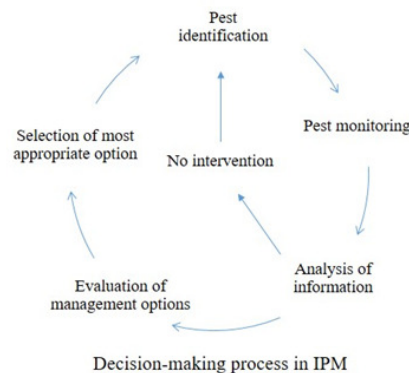 Pest
identification
Pest monitoring
Analysis of
information
Evaluation of
management options
Selection of most
appropriate option
No intervention
Decision-making process in IPM